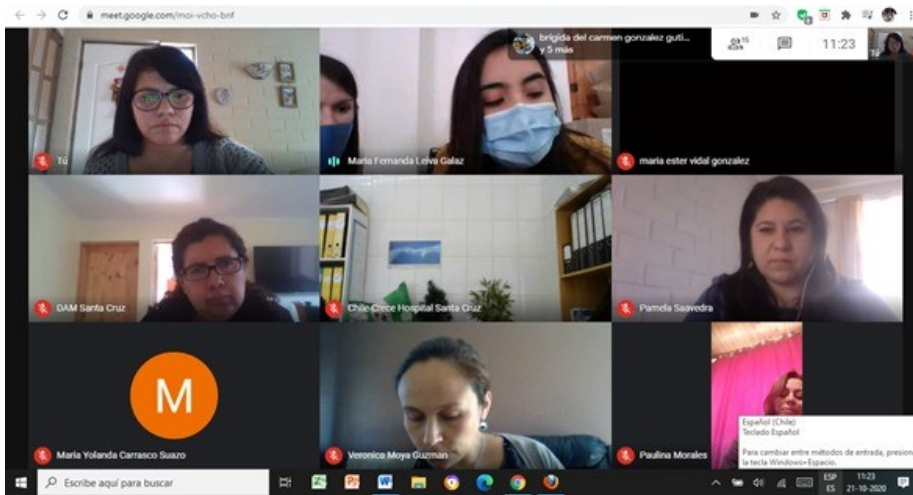 meet.google.com/moi-vcho-bnf
brigida del carmen gonzalez guti...
y 5 más
15
11:23
Tú
Tú
Maria Fernanda Leiva Galaz
maria ester vidal gonzalez
DAM Santa Cruz
Chile Crece Hospital Santa Cruz
Pamela Saavedra
M
Maria Yolanda Carrasco Suazo
Veronica Moya Guzman
Paulina Morales
Español (Chile)
Teclado Español
Para cambiar entre métodos de entrada, presion
la tecla Windows+Espacio.
Escribe aquí para buscar
ESP
ES
11:23
21-10-2020